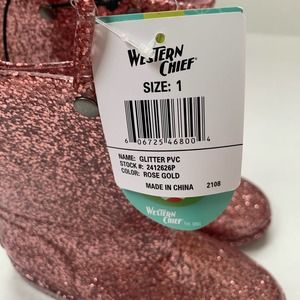 WESTERN
CHIEF
SIZE: 1
6 06725 46800 4
NAME: GLITTER PVC
STOCK #: 2412626P
COLOR: ROSE GOLD
MADE IN CHINA 2108
WESTERN
CHIEF